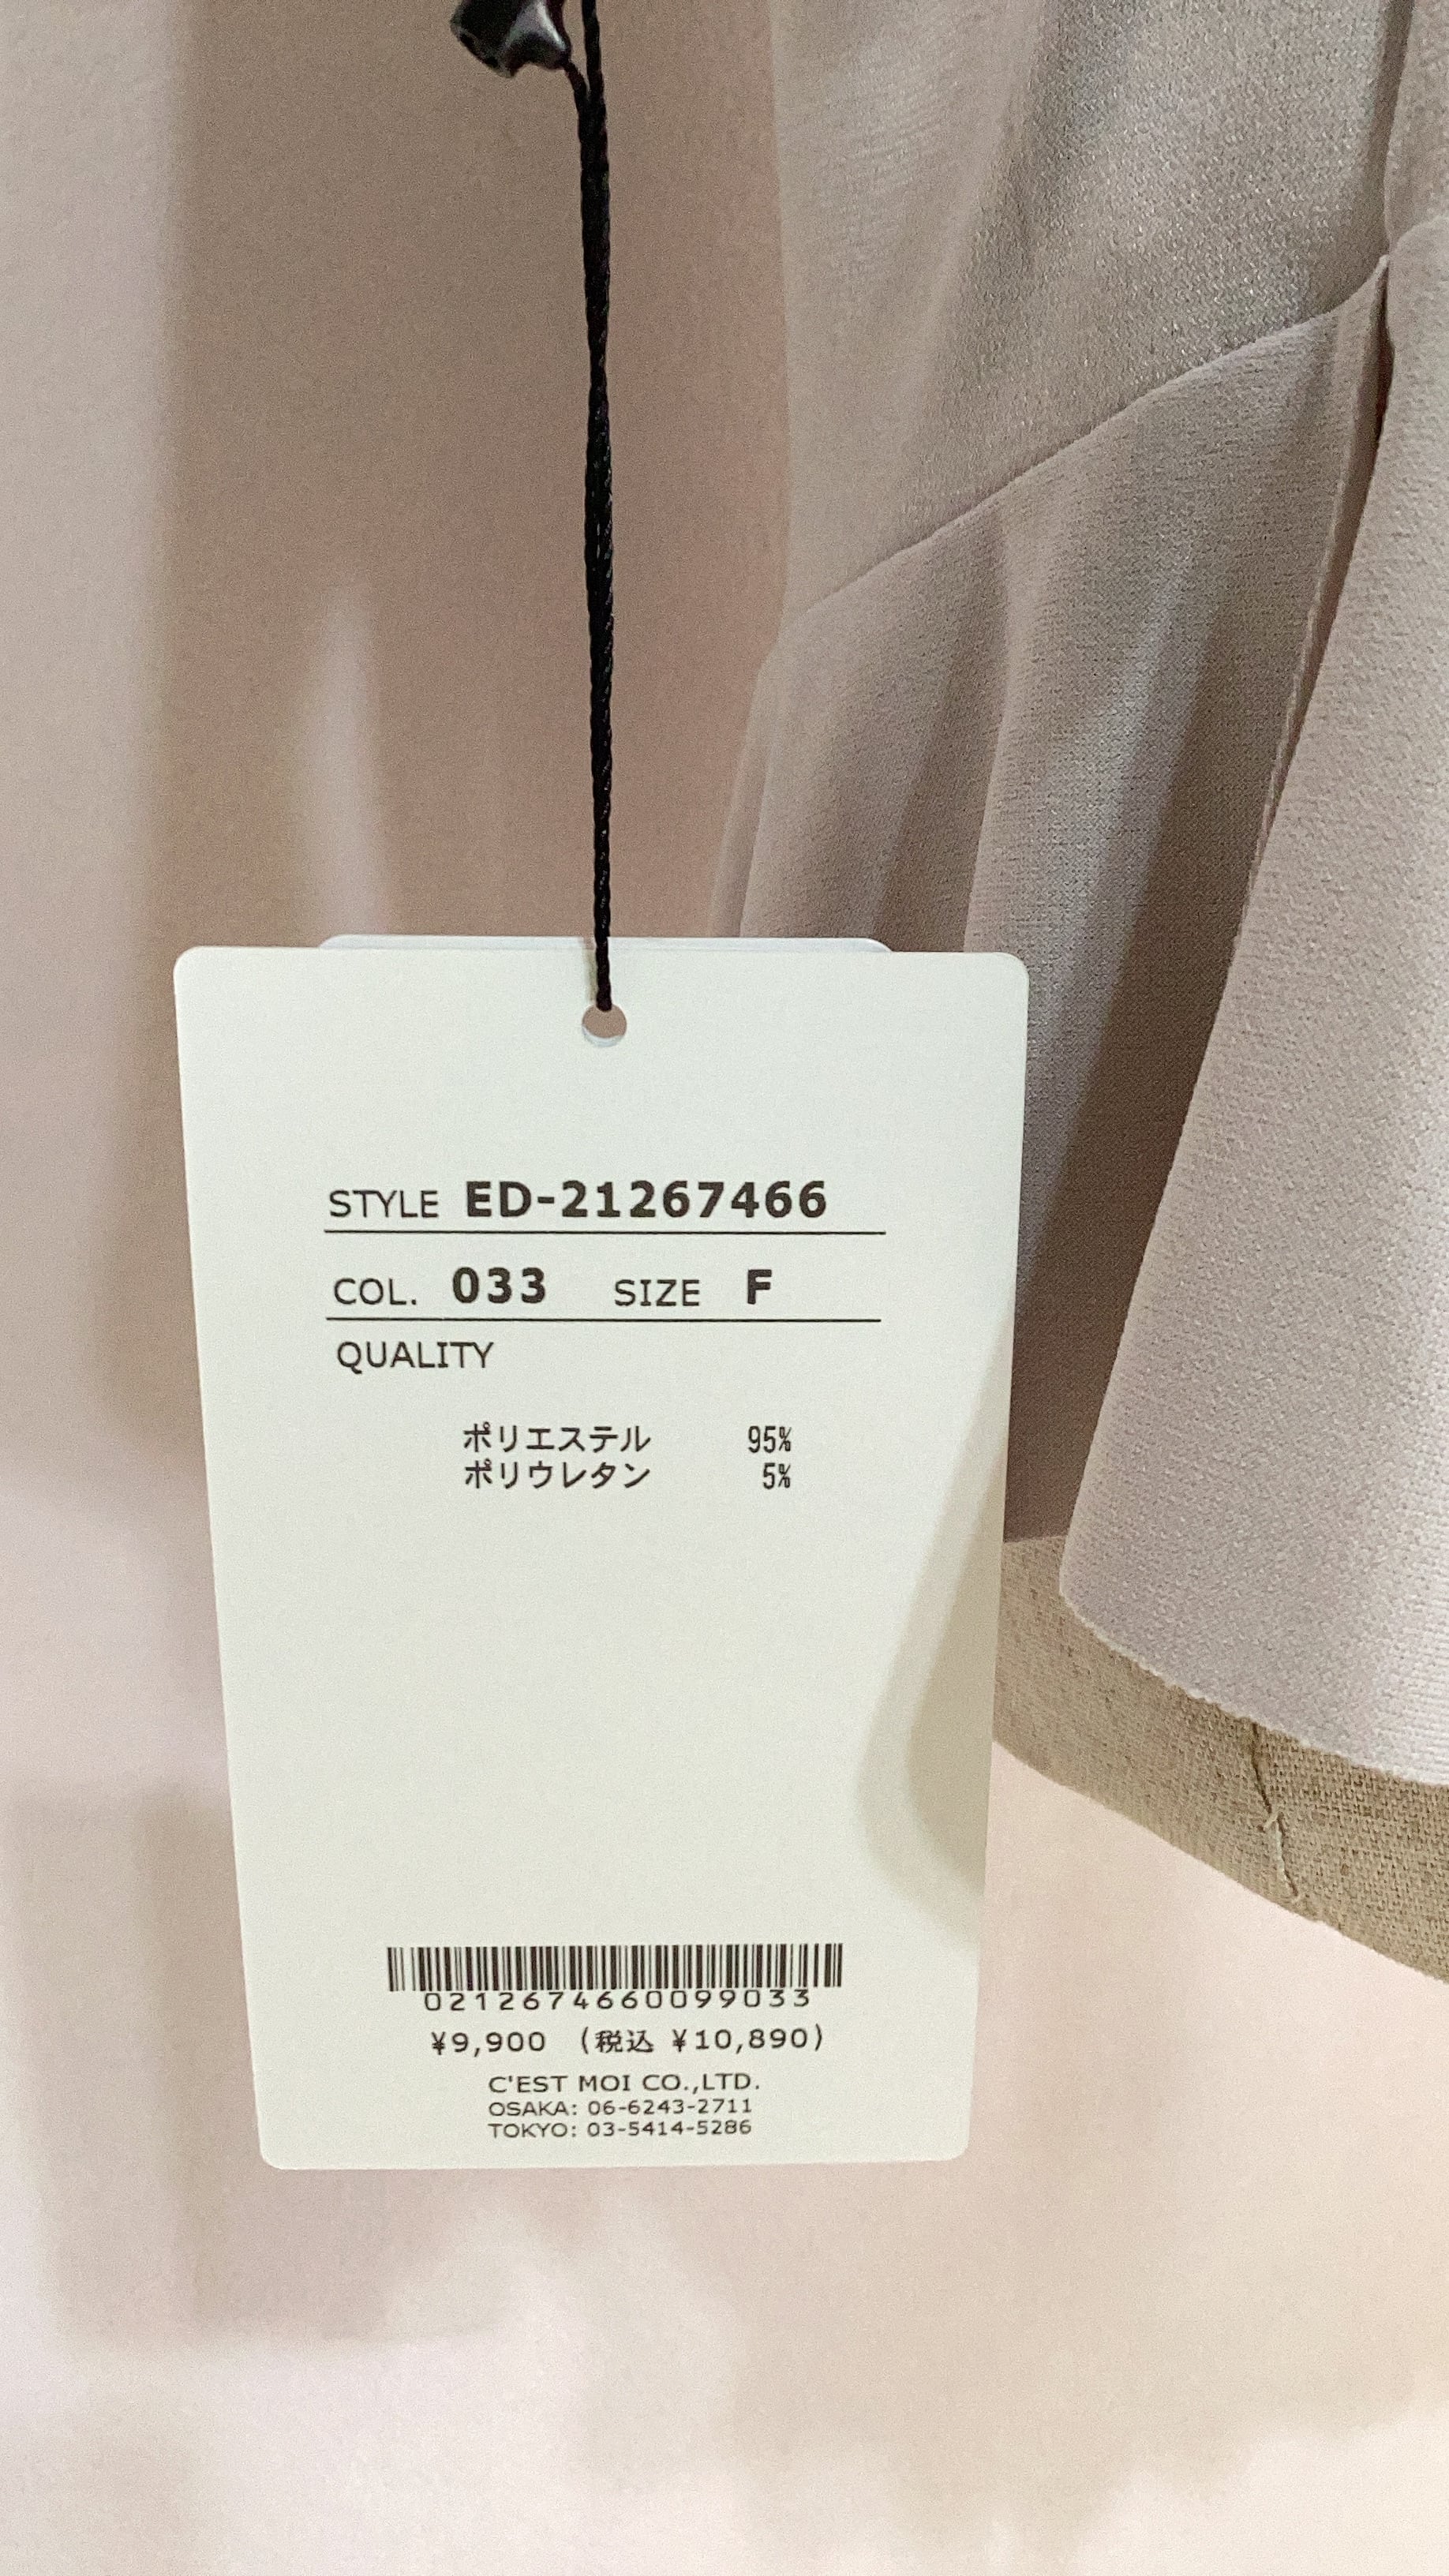 STYLE ED-21267466
COL. 033 SIZE F
QUALITY
ポリエステル 95%
ポリウレタン 5%
0212674660099033
¥9,900 (税込 ¥10,890)
C'EST MOI CO.,LTD.
OSAKA: 06-6243-2711
TOKYO: 03-5414-5286